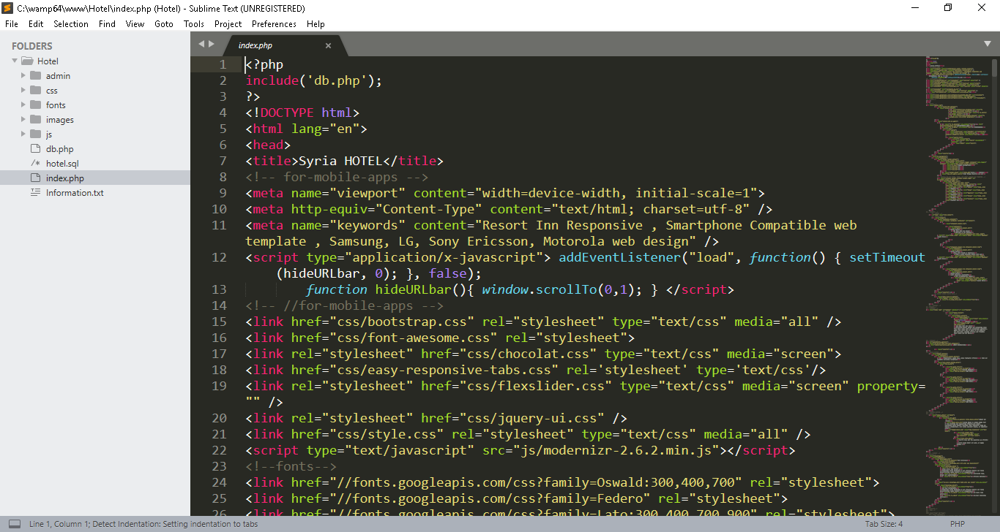 C:\wamp64\www\Hotel\index.php (Hotel) - Sublime Text (UNREGISTERED)
File Edit Selection Find View Goto Tools Project Preferences Help
FOLDERS
Hotel
admin
css
fonts
images
js
db.php
/* hotel.sql
index.php
Information.txt
index.php ×
1 <?php
2 include('db.php');
3 ?>
4 <!DOCTYPE html>
5 <html lang="en">
6 <head>
7 <title>Syria HOTEL</title>
8 <!-- for-mobile-apps -->
9 <meta name="viewport" content="width=device-width, initial-scale=1">
10 <meta http-equiv="Content-Type" content="text/html; charset=utf-8" />
11 <meta name="keywords" content="Resort Inn Responsive , Smartphone Compatible web
template , Samsung, LG, Sony Ericsson, Motorola web design" />
12 <script type="application/x-javascript"> addEventListener("load", function() { setTimeout
(hideURLbar, 0); }, false);
13 function hideURLbar(){ window.scrollTo(0,1); } </script>
14 <!-- //for-mobile-apps -->
15 <link href="css/bootstrap.css" rel="stylesheet" type="text/css" media="all" />
16 <link href="css/font-awesome.css" rel="stylesheet">
17 <link rel="stylesheet" href="css/chocolat.css" type="text/css" media="screen">
18 <link href="css/easy-responsive-tabs.css" rel='stylesheet' type='text/css'/>
19 <link rel="stylesheet" href="css/flexslider.css" type="text/css" media="screen" property=
"" />
20 <link rel="stylesheet" href="css/jquery-ui.css" />
21 <link href="css/style.css" rel="stylesheet" type="text/css" media="all" />
22 <script type="text/javascript" src="js/modernizr-2.6.2.min.js"></script>
23 <!--fonts-->
24 <link href="//fonts.googleapis.com/css?family=Oswald:300,400,700" rel="stylesheet">
25 <link href="//fonts.googleapis.com/css?family=Federo" rel="stylesheet">
26 <link href="//fonts.googleapis.com/css?family=Lato:300,400,700,900" rel="stylesheet">
Line 1, Column 1; Detect Indentation: Setting indentation to tabs
Tab Size: 4
PHP